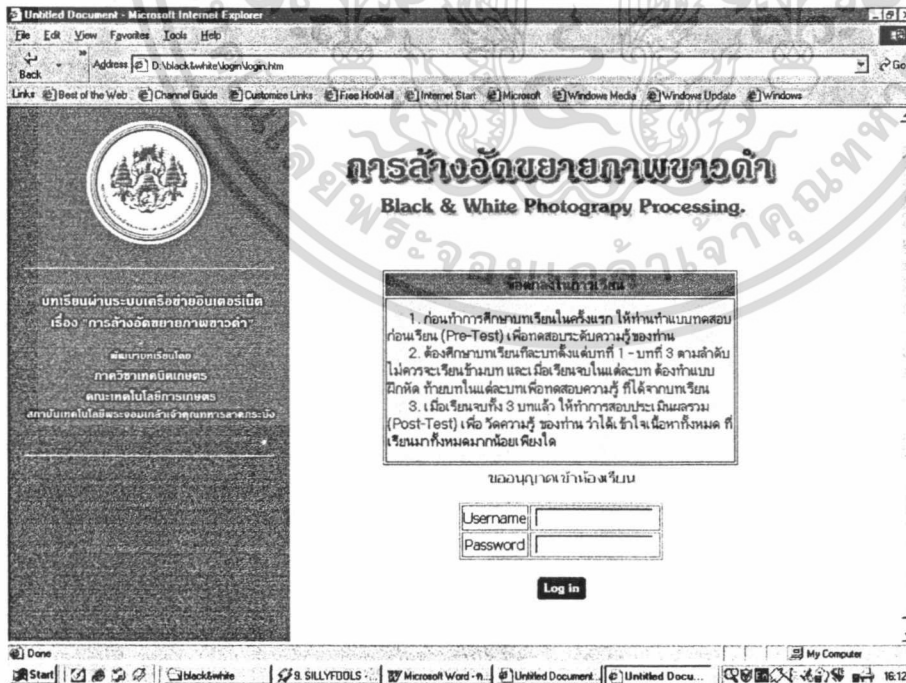 Untitled Document - Microsoft Internet Explorer
File Edit View Favorites Tools Help
Back
Address D:\black&white\login\login.htm
Go
Links Best of the Web Channel Guide Customize Links Free HotMail Internet Start Microsoft Windows Media Windows Update Windows
การล้างอัดขยายภาพขาวดำ
Black & White Photograpy Processing.
บทเรียนผ่านระบบเครือข่ายอินเตอร์เน็ต
เรื่อง "การล้างอัดขยายภาพขาวดำ"
พัฒนาบทเรียนโดย
ภาควิชาเทคนิคเกษตร
คณะเทคโนโลยีการเกษตร
สถาบันเทคโนโลยีพระจอมเกล้าเจ้าคุณทหารลาดกระบัง
ข้อตกลงในการเรียน
1. ก่อนทำการศึกษาบทเรียนในครั้งแรก ให้ท่านทำแบบทดสอบ
ก่อนเรียน (Pre-Test) เพื่อทดสอบระดับความรู้ของท่าน
2. ต้องศึกษาบทเรียนทีละบทตั้งแต่บทที่ 1 - บทที่ 3 ตามลำดับ
ไม่ควรจะเรียนข้ามบท และเมื่อเรียนจบในแต่ละบท ต้องทำแบบ
ฝึกหัด ท้ายบทในแต่ละบทเพื่อทดสอบความรู้ ที่ได้จากบทเรียน
3. เมื่อเรียนจบทั้ง 3 บทแล้ว ให้ทำการสอบประเมินผลรวม
(Post-Test) เพื่อ วัดความรู้ ของท่าน ว่าได้เข้าใจเนื้อหาทั้งหมด ที่
เรียนมาทั้งหมดมากน้อยเพียงใด
ขออนุญาตเข้าห้องเรียน
Username
Password
Log in
Done
My Computer
Start black&white 9. SILLYFOOLS - Microsoft Word - Untitled Document Untitled Docu... 16:12